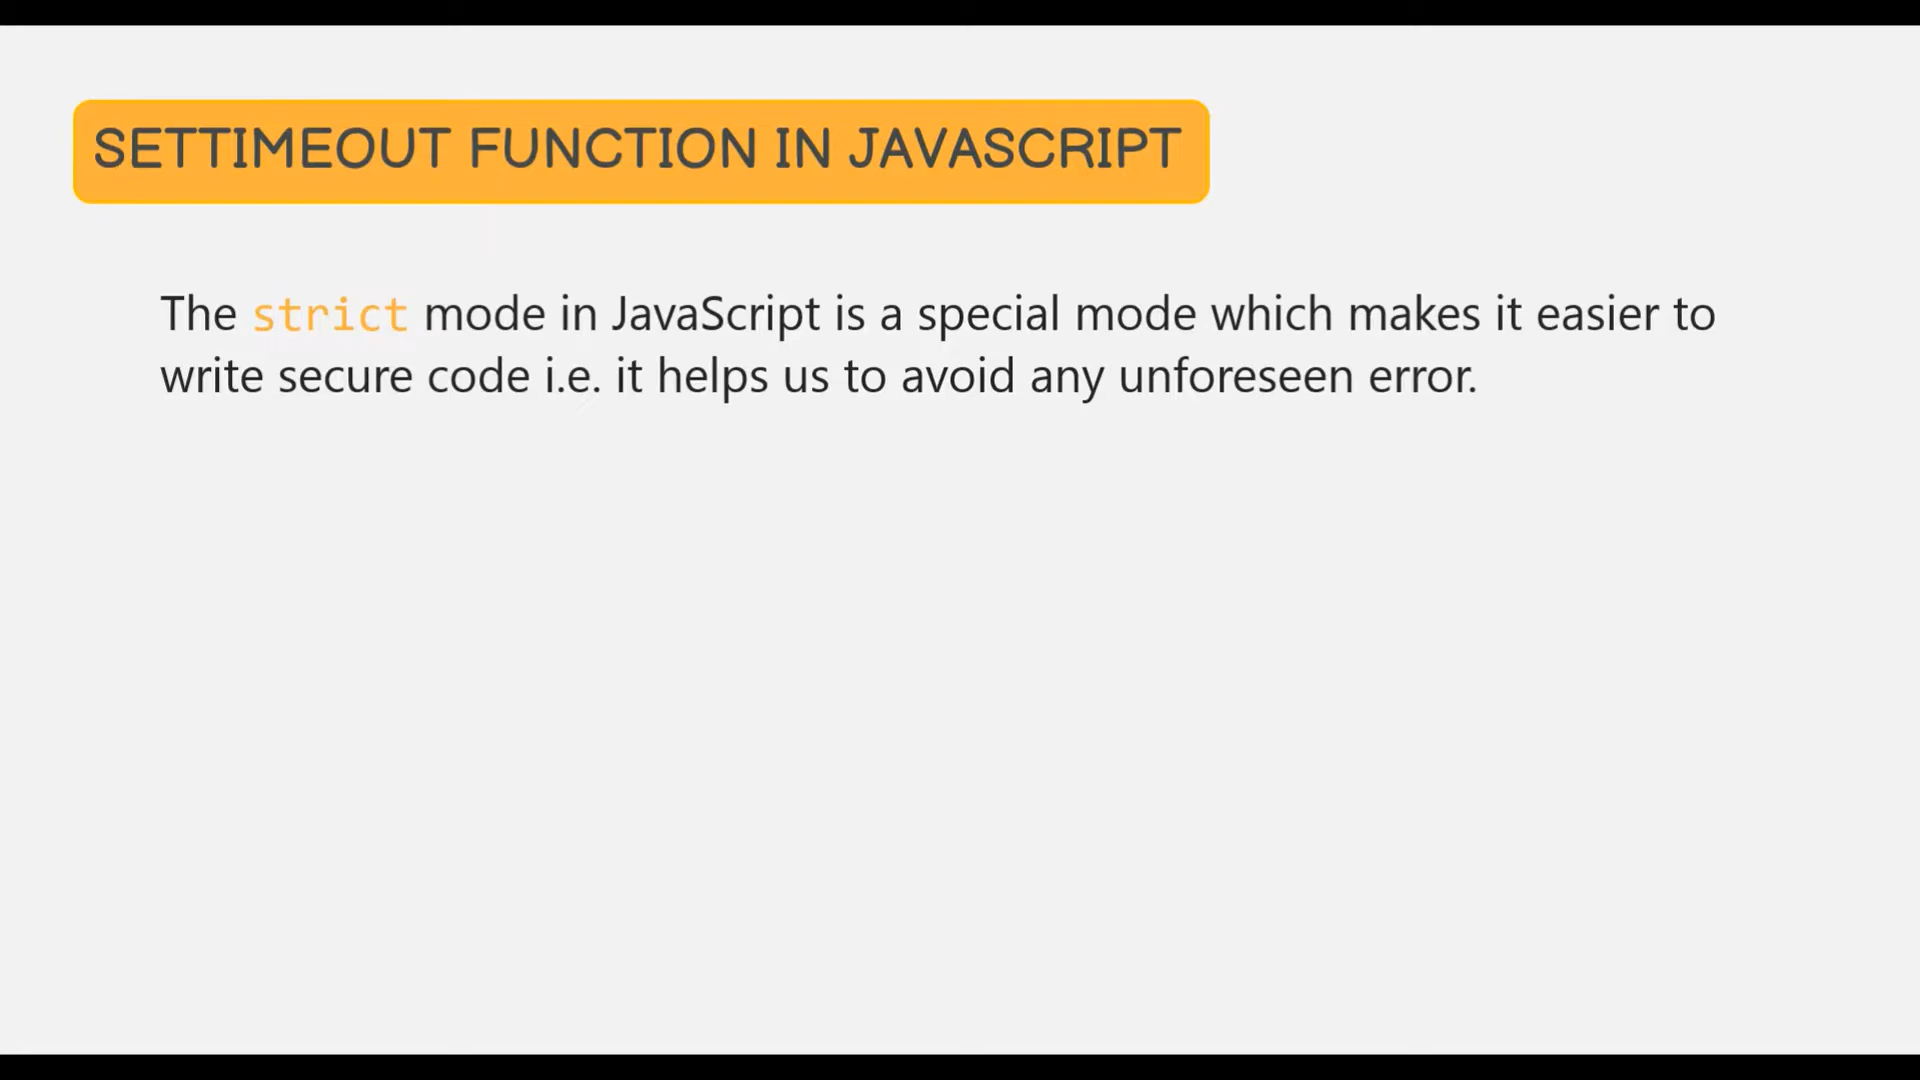 SETTIMEOUT FUNCTION IN JAVASCRIPT
The strict mode in JavaScript is a special mode which makes it easier to
write secure code i.e. it helps us to avoid any unforeseen error.